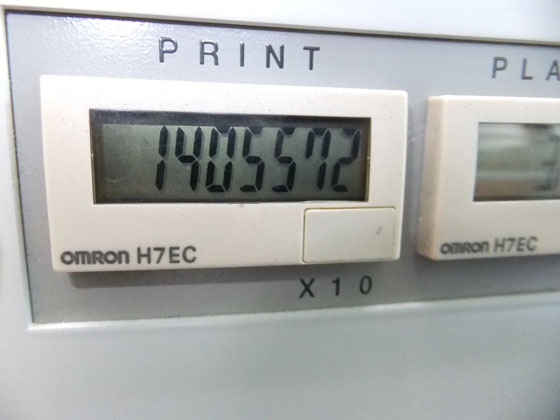 PRINT
PLA
1405572
omron H7EC
omron H7EC
X10